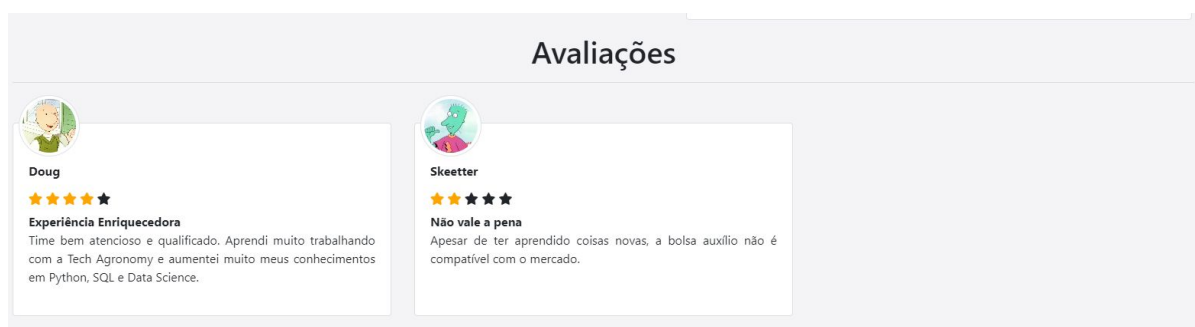 Avaliações
Doug
Experiência Enriquecedora
Time bem atencioso e qualificado. Aprendi muito trabalhando
com a Tech Agronomy e aumentei muito meus conhecimentos
em Python, SQL e Data Science.
Skeetter
Não vale a pena
Apesar de ter aprendido coisas novas, a bolsa auxílio não é
compatível com o mercado.